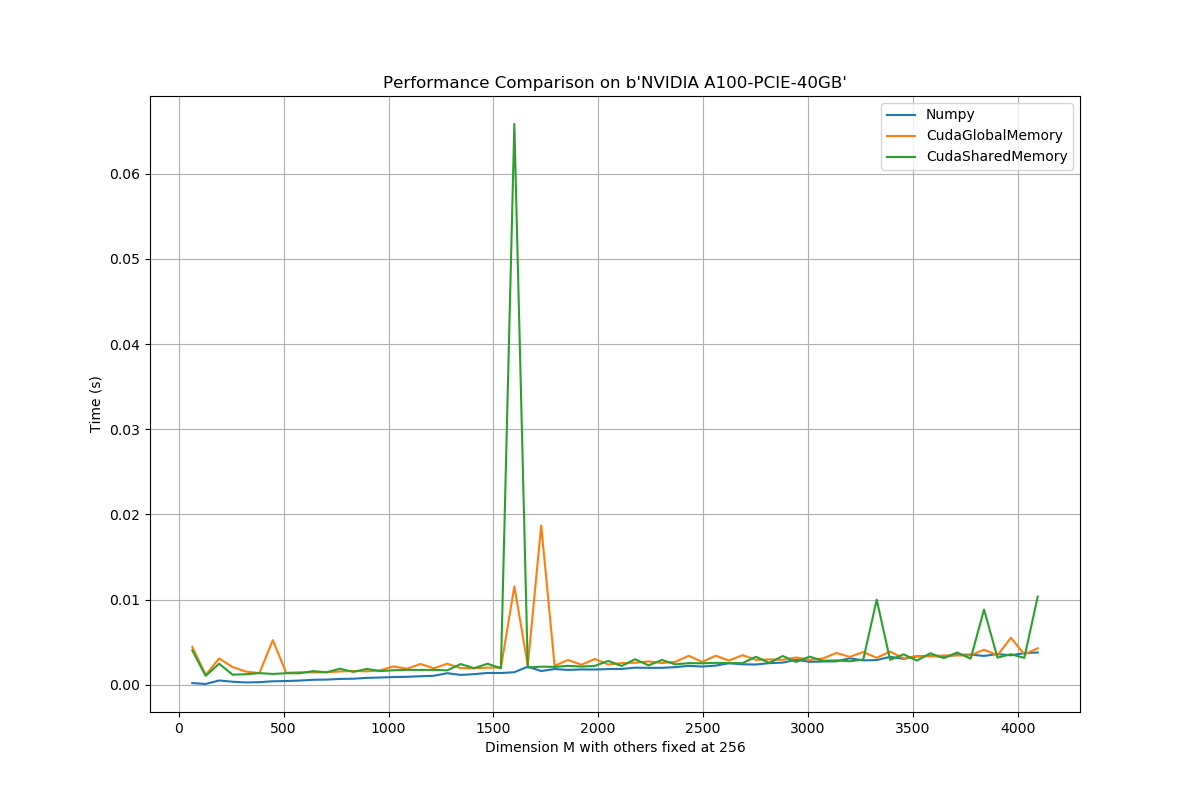 Performance Comparison on b'NVIDIA A100-PCIE-40GB'
Numpy
CudaGlobalMemory
CudaSharedMemory
Time (s)
0.06
0.05
0.04
0.03
0.02
0.01
0.00
0 500 1000 1500 2000 2500 3000 3500 4000
Dimension M with others fixed at 256